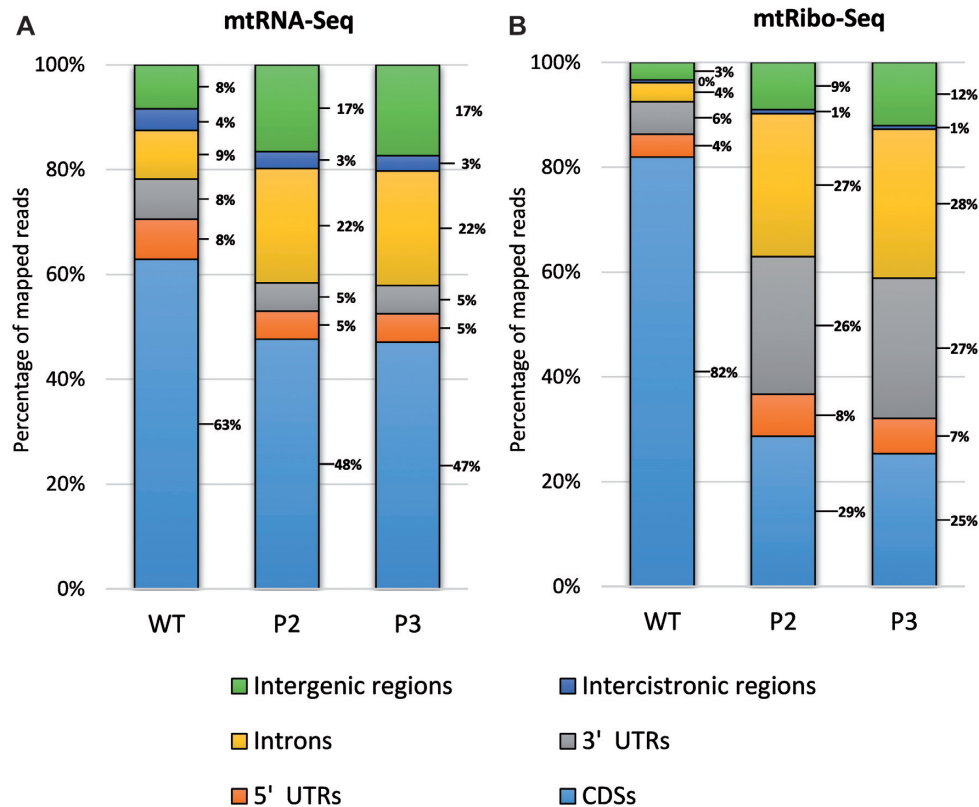 A
mtRNA-Seq
Percentage of mapped reads
100%
80%
60%
40%
20%
0%
8%
4%
9%
8%
8%
63%
17%
3%
22%
5%
5%
48%
17%
3%
22%
5%
5%
47%
WT
P2
P3
B
mtRibo-Seq
Percentage of mapped reads
100%
80%
60%
40%
20%
0%
3%
0%
4%
6%
4%
82%
9%
1%
27%
26%
8%
29%
12%
1%
28%
27%
7%
25%
WT
P2
P3
Intergenic regions
Intercistronic regions
Introns
3' UTRs
5' UTRs
CDSs